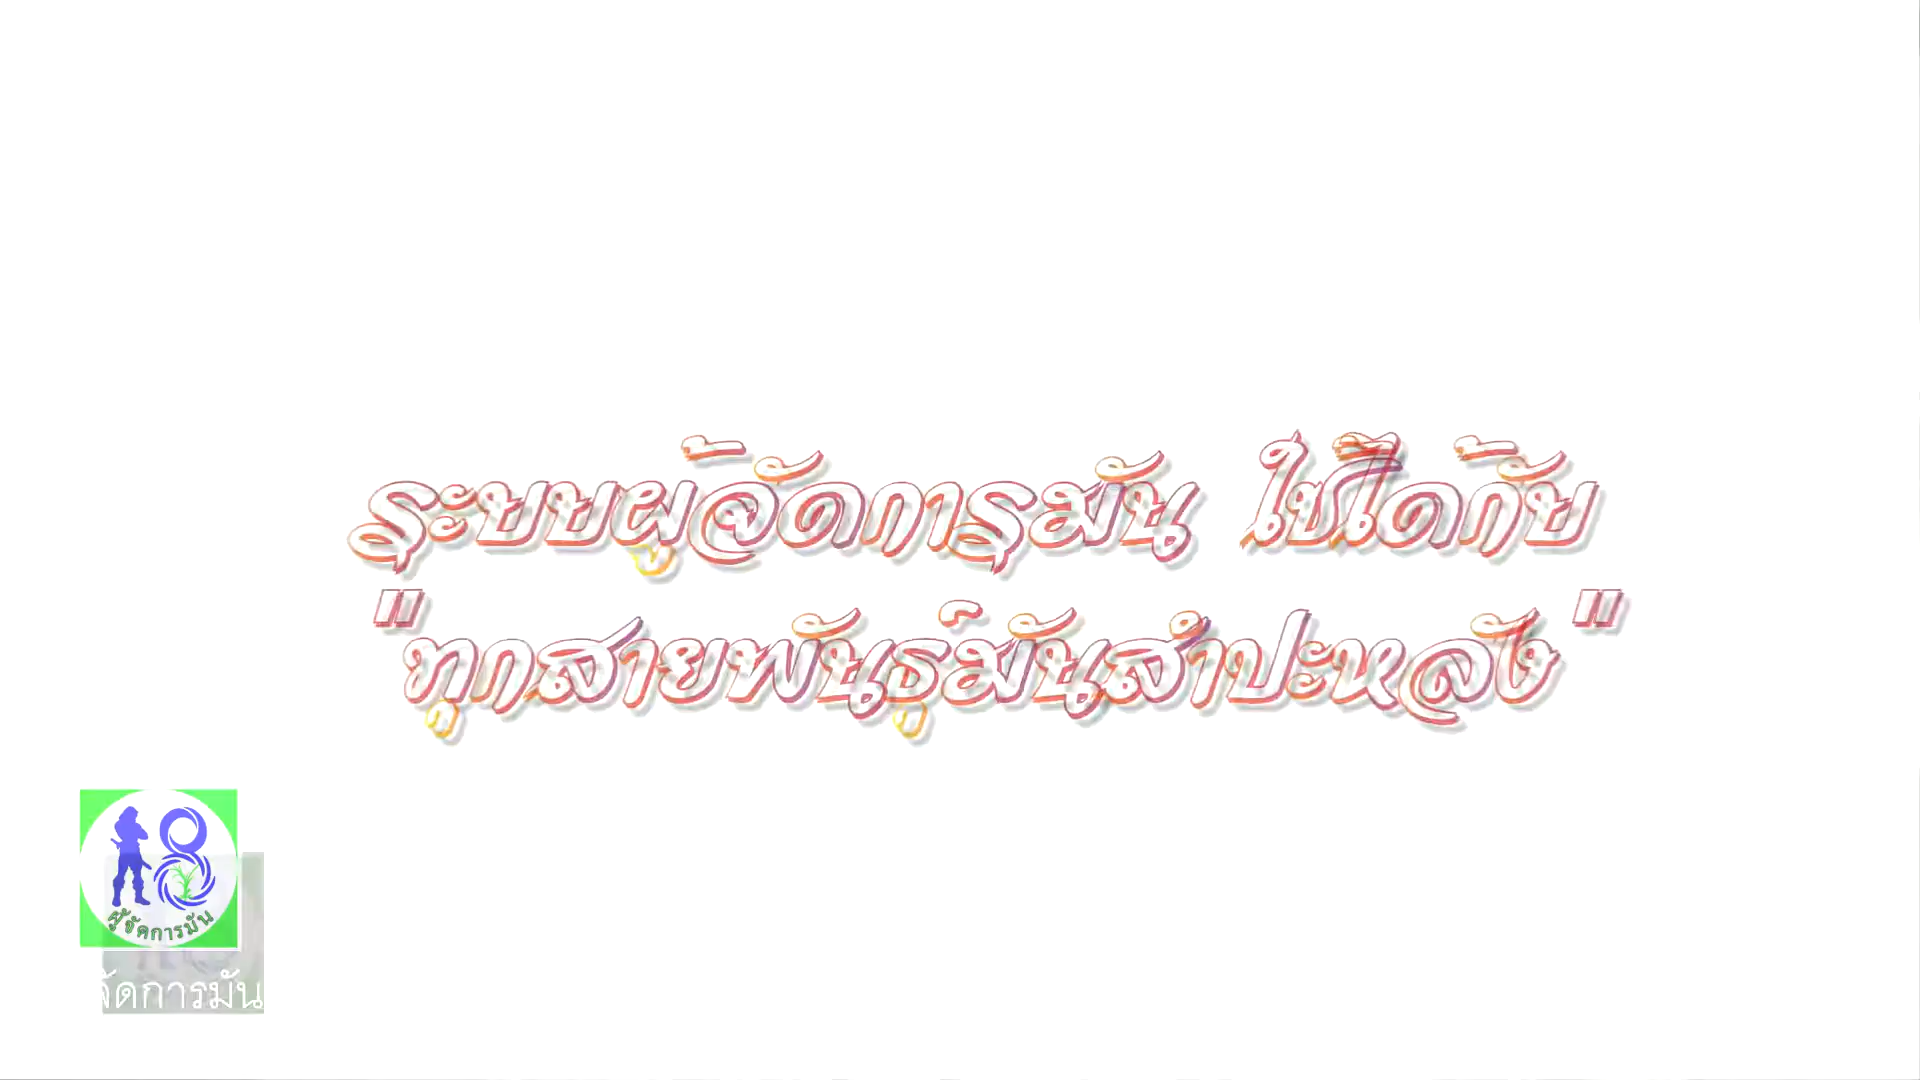 ระบบผู้จัดการมัน ใช้ได้กับ
"ทุกสายพันธุ์มันสำปะหลัง"
ผู้จัดการมัน
จัดการมัน